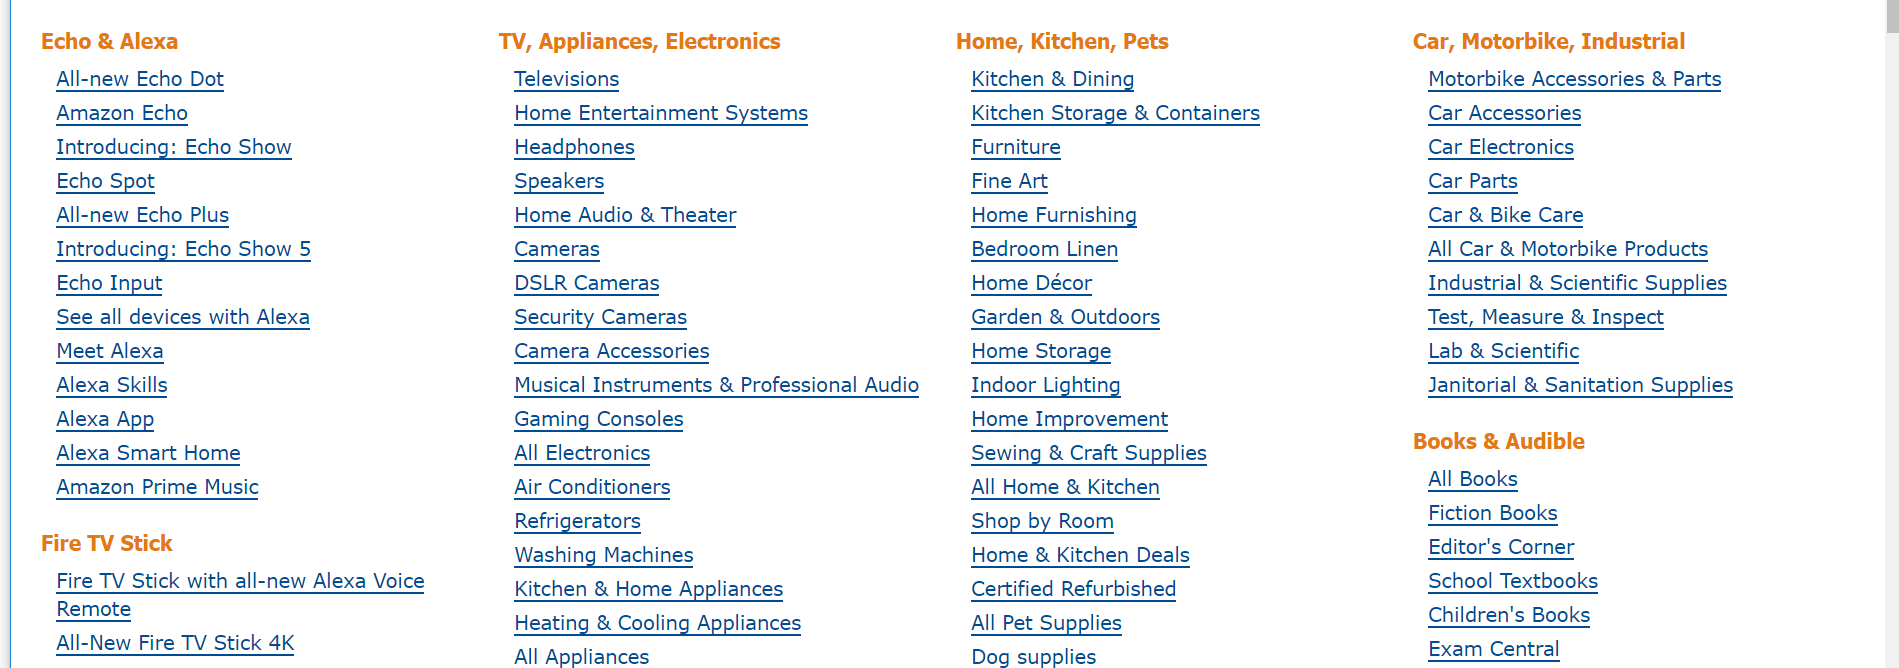 Echo & Alexa
All-new Echo Dot
Amazon Echo
Introducing: Echo Show
Echo Spot
All-new Echo Plus
Introducing: Echo Show 5
Echo Input
See all devices with Alexa
Meet Alexa
Alexa Skills
Alexa App
Alexa Smart Home
Amazon Prime Music
Fire TV Stick
Fire TV Stick with all-new Alexa Voice
Remote
All-New Fire TV Stick 4K
TV, Appliances, Electronics
Televisions
Home Entertainment Systems
Headphones
Speakers
Home Audio & Theater
Cameras
DSLR Cameras
Security Cameras
Camera Accessories
Musical Instruments & Professional Audio
Gaming Consoles
All Electronics
Air Conditioners
Refrigerators
Washing Machines
Kitchen & Home Appliances
Heating & Cooling Appliances
All Appliances
Home, Kitchen, Pets
Kitchen & Dining
Kitchen Storage & Containers
Furniture
Fine Art
Home Furnishing
Bedroom Linen
Home Décor
Garden & Outdoors
Home Storage
Indoor Lighting
Home Improvement
Sewing & Craft Supplies
All Home & Kitchen
Shop by Room
Home & Kitchen Deals
Certified Refurbished
All Pet Supplies
Dog supplies
Car, Motorbike, Industrial
Motorbike Accessories & Parts
Car Accessories
Car Electronics
Car Parts
Car & Bike Care
All Car & Motorbike Products
Industrial & Scientific Supplies
Test, Measure & Inspect
Lab & Scientific
Janitorial & Sanitation Supplies
Books & Audible
All Books
Fiction Books
Editor's Corner
School Textbooks
Children's Books
Exam Central